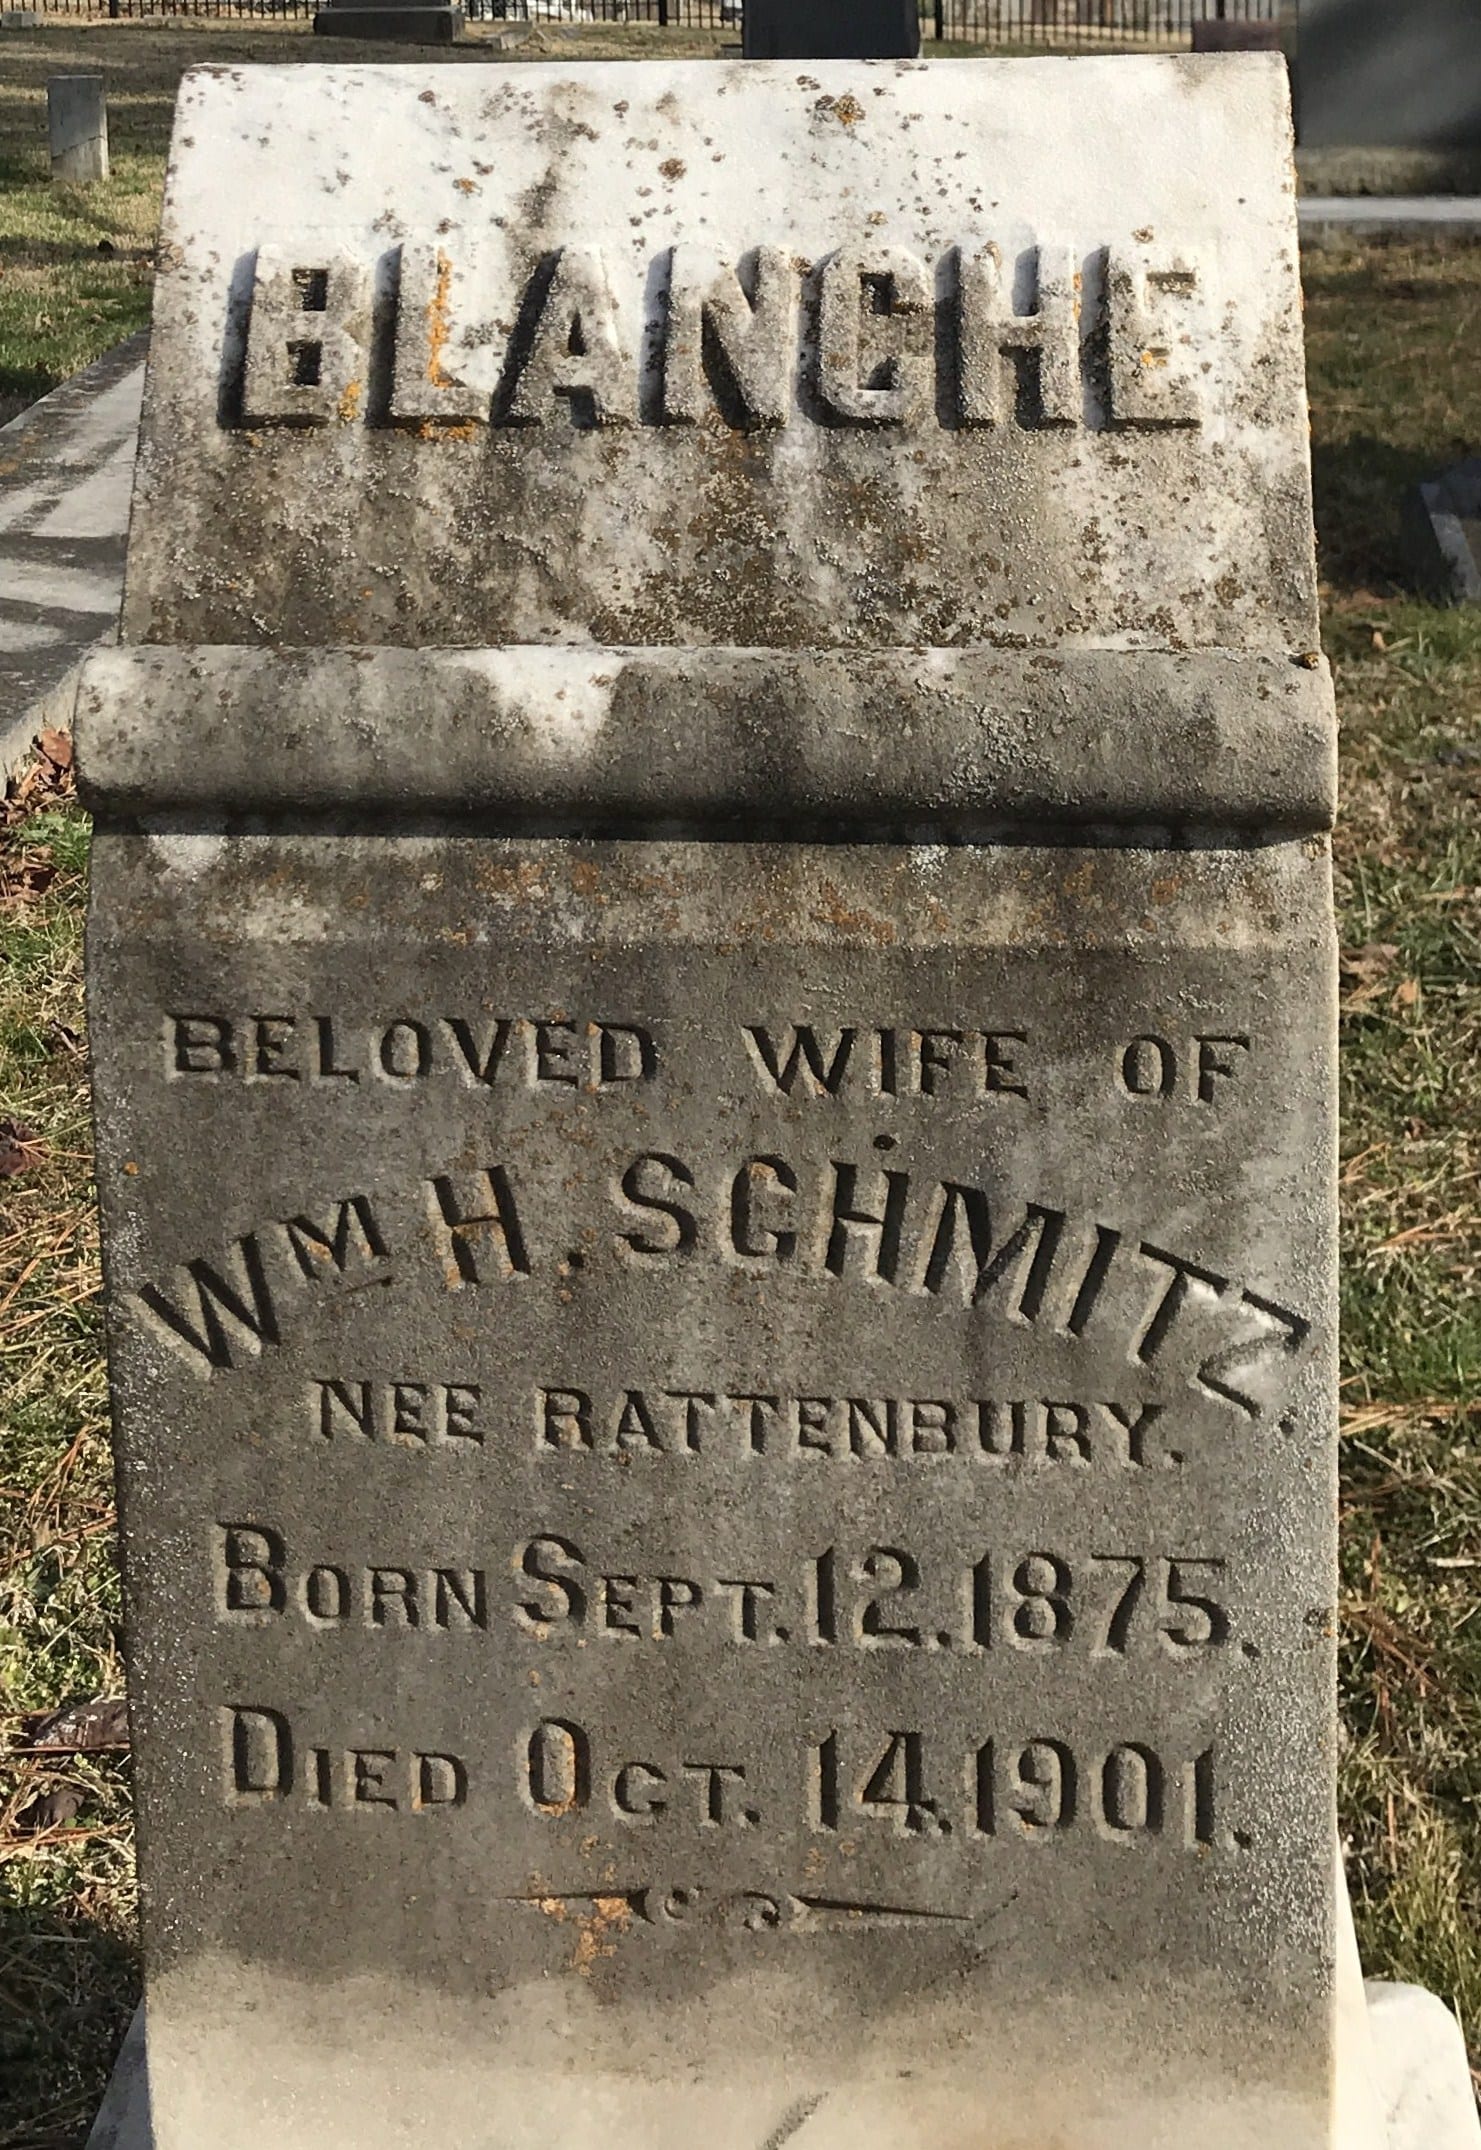 BLANCHE
BELOVED WIFE OF
Wm H. SCHMITZ.
NEE RATTENBURY.
BORN SEPT. 12. 1875.
DIED OCT. 14. 1901.